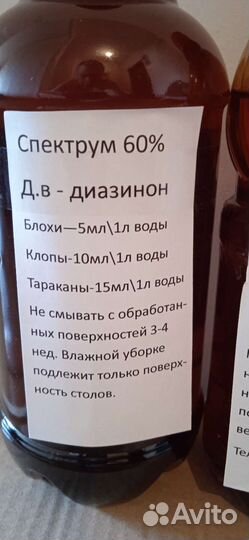 Спектрум 60%
Д.в - диазинон
Блохи—5мл\1л воды
Клопы-10мл\1л воды
Тараканы-15мл\1л воды
Не смывать с обработан-
ных поверхностей 3-4
нед. Влажной уборке
подлежит только поверх-
ность столов.
Avito